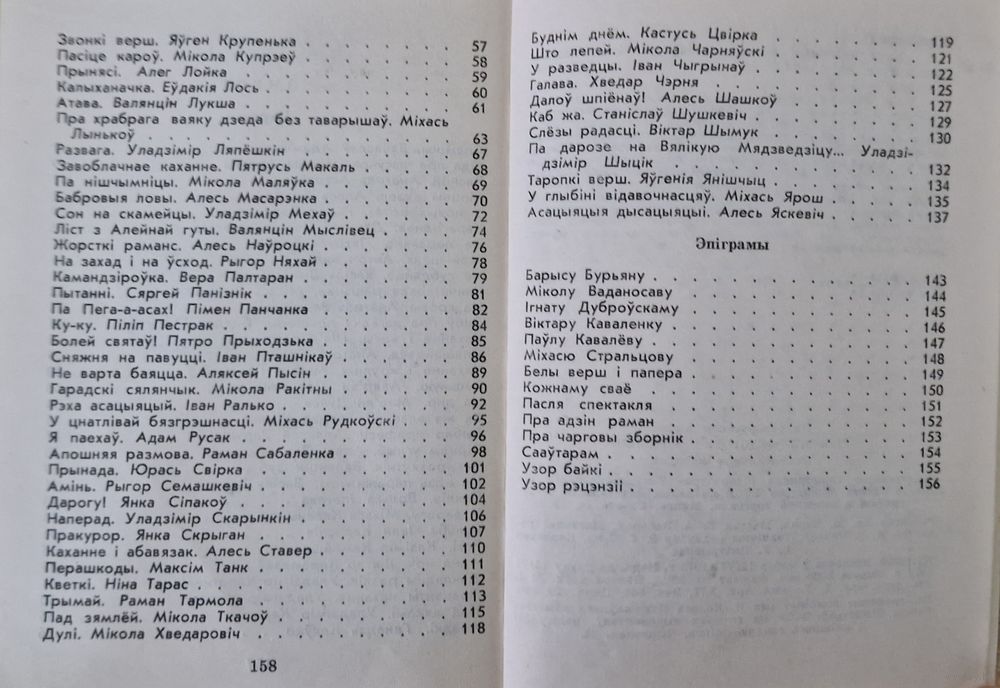 Звонкі верш. Яўген Крупенька . . . . . . . . 57
Пасіце кароў. Мікола Купрэеў . . . . . . . . 58
Прынясі. Алег Лойка . . . . . . . . 59
Калыханачка. Еўдакія Лось . . . . . . . . 60
Атава. Валянцін Лукша . . . . . . . . 61
Пра храбрага ваяку дзеда без таварышаў. Міхась
Лынькоў . . . . . . . . 63
Развага. Уладзімір Ляпёшкін . . . . . . . . 67
Завоблачнае каханне. Пятрусь Макаль . . . . . . 68
Па нішчымніцы. Мікола Маляўка . . . . . . . 69
Бабровыя ловы. Алесь Масарэнка . . . . . . . 70
Сон на скамейцы. Уладзімір Мехаў . . . . . . . 72
Ліст з Алейнай гуты. Валянцін Мыслівец . . . . . 74
Жорсткі раманс. Алесь Наўроцкі . . . . . . . 76
На захад і на ўсход. Рыгор Няхай . . . . . . . 78
Камандзіроўка. Вера Палтаран . . . . . . . 79
Пытанні. Сяргей Панізнік . . . . . . . . 81
Па Пега-а-асах! Пімен Панчанка . . . . . . . 82
Ку-ку. Піліп Пестрак . . . . . . . . 84
Болей святаў! Пятро Прыходзька . . . . . . . 85
Сняжня на павуцці. Іван Пташнікаў . . . . . . 86
Не варта баяцца. Аляксей Пысін . . . . . . . 89
Гарадскі сялянчык. Мікола Ракітны . . . . . . 90
Рэха асацыяцый. Іван Ралько . . . . . . . 92
У цнатлівай бязгрэшнасці. Міхась Рудкоўскі . . . . 95
Я паехаў. Адам Русак . . . . . . . . 96
Апошняя размова. Раман Сабаленка . . . . . . 98
Прынада. Юрась Свірка . . . . . . . . 101
Амінь. Рыгор Семашкевіч . . . . . . . . 102
Дарогу! Янка Сіпакоў . . . . . . . . 104
Наперад. Уладзімір Скарынкін . . . . . . . 106
Пракурор. Янка Скрыган . . . . . . . . 107
Каханне і абавязак. Алесь Ставер . . . . . . . 110
Перашкоды. Максім Танк . . . . . . . . 111
Кветкі. Ніна Тарас . . . . . . . . 112
Трымай. Раман Тармола . . . . . . . . 113
Пад зямлёй. Мікола Ткачоў . . . . . . . . 115
Дулі. Мікола Хведаровіч . . . . . . . . 118
158
Буднім днём. Кастусь Цвірка . . . . . . . . 119
Што лепей. Мікола Чарняўскі . . . . . . . . 121
У разведцы. Іван Чыгрынаў . . . . . . . . 122
Галава. Хведар Чэрня . . . . . . . . 125
Далоў шпіёнаў! Алесь Шашкоў . . . . . . . 127
Каб жа. Станіслаў Шушкевіч . . . . . . . . 129
Слёзы радасці. Віктар Шымук . . . . . . . . 130
Па дарозе на Вялікую Мядзведзіцу... Уладзі-
дзімір Шыцік . . . . . . . . 132
Таропкі верш. Яўгенія Янішчыц . . . . . . . 134
У глыбіні відавочнасцяў. Міхась Ярош . . . . . . 135
Асацыяцыя дысацыяцыі. Алесь Яскевіч . . . . . 137
Эпіграмы
Барысу Бурьяну . . . . . . . . 143
Міколу Ваданосаву . . . . . . . . 144
Ігнату Дуброўскаму . . . . . . . . 145
Віктару Каваленку . . . . . . . . 146
Паўлу Кавалёву . . . . . . . . 147
Міхасю Стральцову . . . . . . . . 148
Белы верш і папера . . . . . . . . 149
Кожнаму сваё . . . . . . . . 150
Пасля спектакля . . . . . . . . 151
Пра адзін раман . . . . . . . . 152
Пра чарговы зборнік . . . . . . . . 153
Сааўтарам . . . . . . . . 154
Узор байкі . . . . . . . . 155
Узор рэцэнзіі . . . . . . . . 156